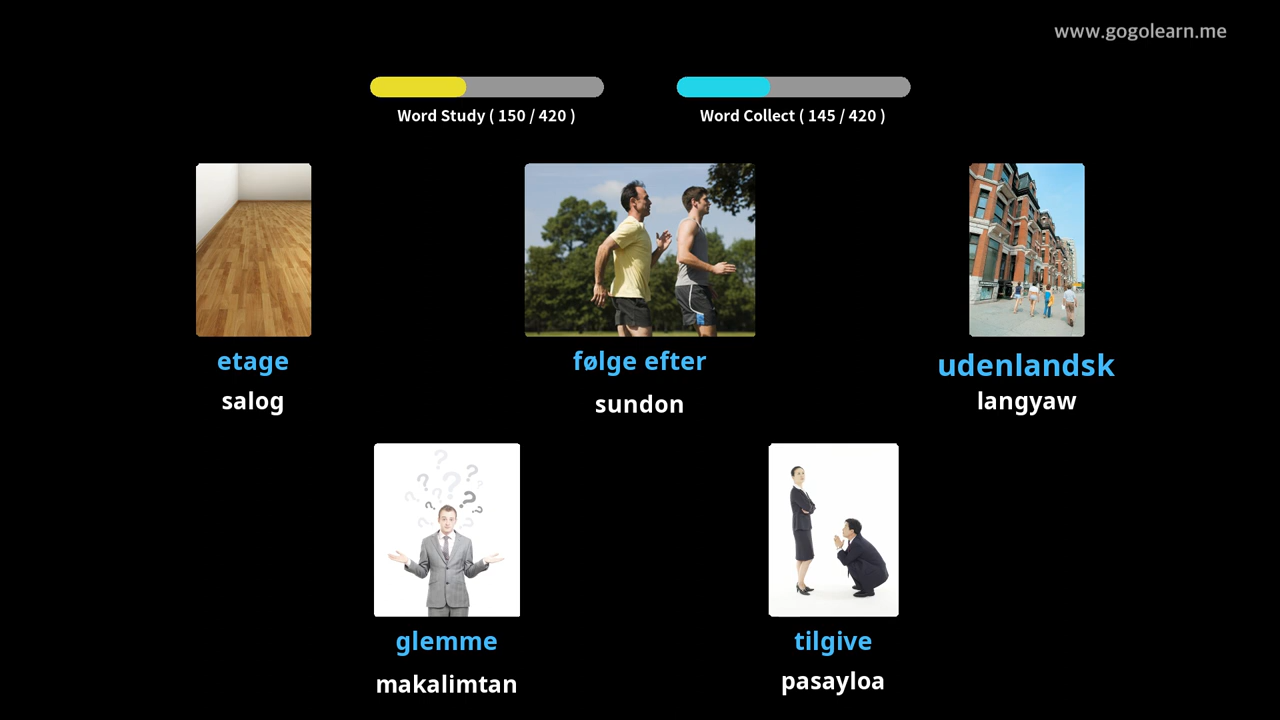 www.gogolearn.me
Word Study ( 150 / 420 )
Word Collect ( 145 / 420 )
etage
følge efter
udenlandsk
salog
sundon
langyaw
glemme
tilgive
makalimtan
pasayloa